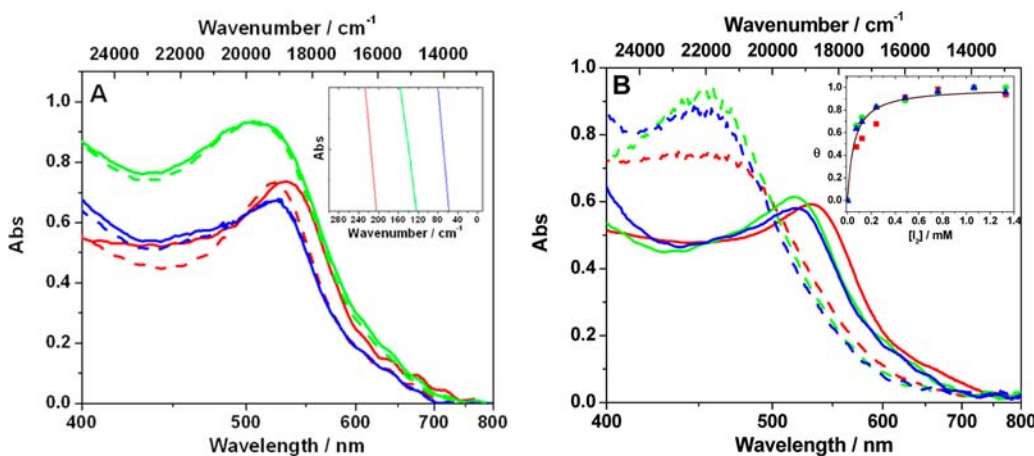 Wavenumber / cm⁻¹
24000 22000 20000 18000 16000 14000
A
Abs
1.0
0.8
0.6
0.4
0.2
0.0
400 500 600 700 800
Wavelength / nm
Abs
280 240 200 160 120 80 40 0
Wavenumber / cm⁻¹
Wavenumber / cm⁻¹
24000 22000 20000 18000 16000 14000
B
Abs
1.0
0.8
0.6
0.4
0.2
0.0
400 500 600 700 800
Wavelength / nm
θ
1.0
0.8
0.6
0.4
0.2
0.0
0.0 0.2 0.4 0.6 0.8 1.0 1.2 1.4
[I₂] / mM